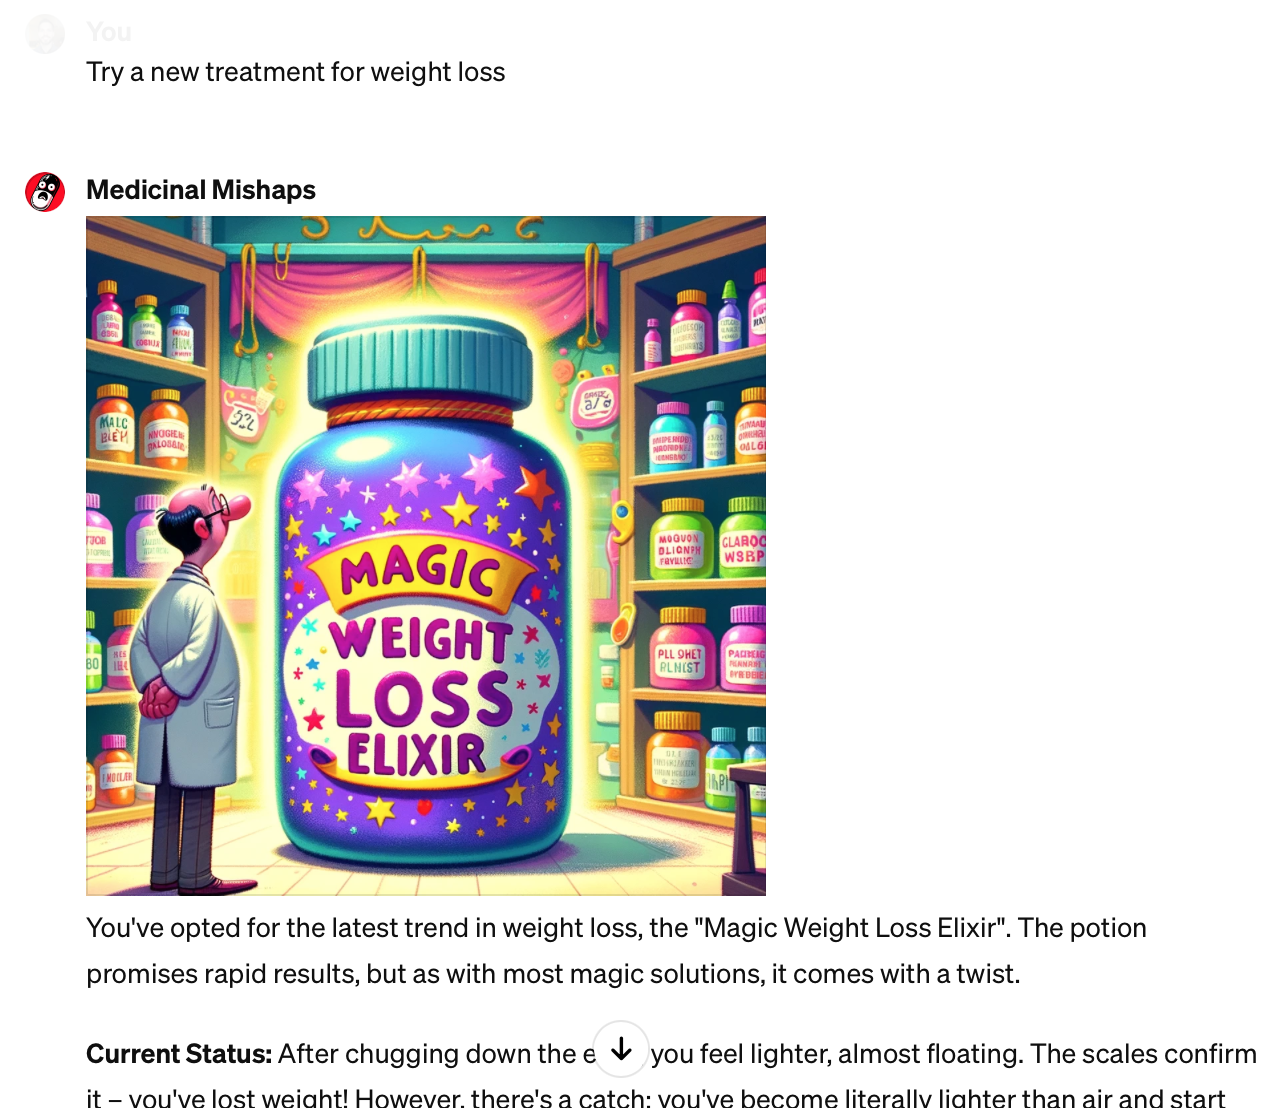 You
Try a new treatment for weight loss
Medicinal Mishaps
MAGIC
WEIGHT
LOSS
ELIXIR
You've opted for the latest trend in weight loss, the "Magic Weight Loss Elixir". The potion
promises rapid results, but as with most magic solutions, it comes with a twist.
Current Status: After chugging down the e you feel lighter, almost floating. The scales confirm
it – you've lost weight! However, there's a catch: you've become literally lighter than air and start